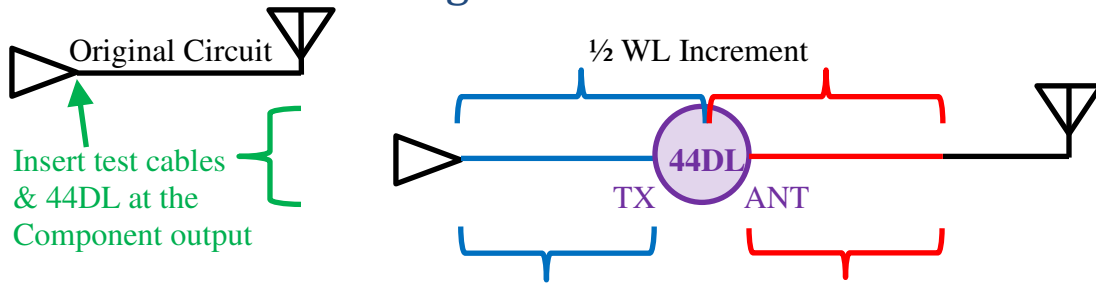 Original Circuit
½ WL Increment
Insert test cables
& 44DL at the
Component output
44DL
TX
ANT